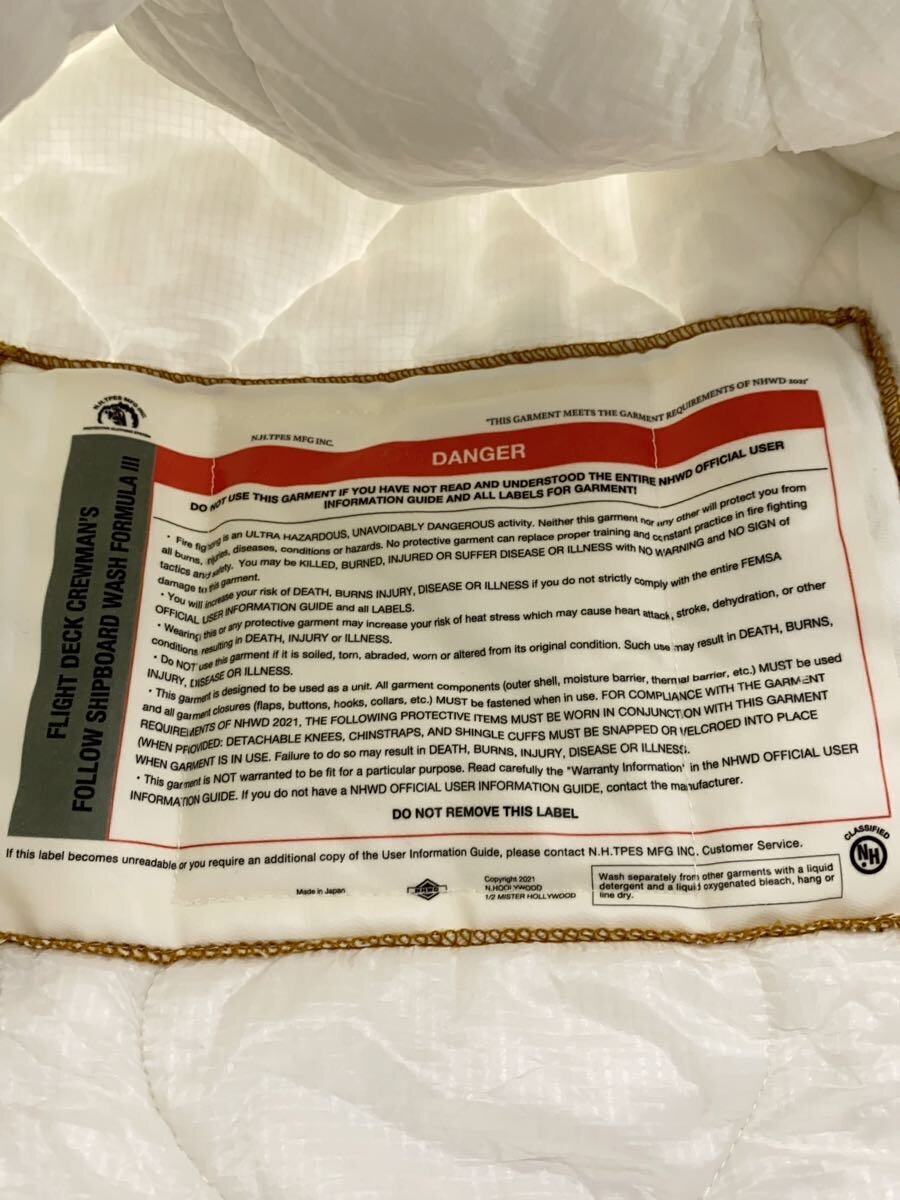 N.H.TPES MFG INC
N.H.TPES MFG INC.
"THIS GARMENT MEETS THE GARMENT REQUIREMENTS OF NHWD 2021"
FLIGHT DECK CREWMAN'S
FOLLOW SHIPBOARD WASH FORMULA III
DANGER
DO NOT USE THIS GARMENT IF YOU HAVE NOT READ AND UNDERSTOOD THE ENTIRE NHWD OFFICIAL USER
INFORMATION GUIDE AND ALL LABELS FOR GARMENT!
• Fire fighting is an ULTRA HAZARDOUS, UNAVOIDABLY DANGEROUS activity. Neither this garment nor any other will protect you from
all burns, injuries, diseases, conditions or hazards. No protective garment can replace proper training and constant practice in fire fighting
tactics and safety. You may be KILLED, BURNED, INJURED OR SUFFER DISEASE OR ILLNESS with NO WARNING and NO SIGN of
damage to this garment.
• You will increase your risk of DEATH, BURNS INJURY, DISEASE OR ILLNESS if you do not strictly comply with the entire FEMSA
OFFICIAL USER INFORMATION GUIDE and all LABELS.
• Wearing this or any protective garment may increase your risk of heat stress which may cause heart attack, stroke, dehydration, or other
conditions resulting in DEATH, INJURY or ILLNESS.
• Do NOT use this garment if it is soiled, torn, abraded, worn or altered from its original condition. Such use may result in DEATH, BURNS,
INJURY, DISEASE OR ILLNESS.
• This garment is designed to be used as a unit. All garment components (outer shell, moisture barrier, thermal barrier, etc.) MUST be used
and all garment closures (flaps, buttons, hooks, collars, etc.) MUST be fastened when in use. FOR COMPLIANCE WITH THE GARMENT
REQUIREMENTS OF NHWD 2021, THE FOLLOWING PROTECTIVE ITEMS MUST BE WORN IN CONJUNCTION WITH THIS GARMENT
(WHEN PROVIDED: DETACHABLE KNEES, CHINSTRAPS, AND SHINGLE CUFFS MUST BE SNAPPED OR VELCROED INTO PLACE
WHEN GARMENT IS IN USE. Failure to do so may result in DEATH, BURNS, INJURY, DISEASE OR ILLNESS.
• This garment is NOT warranted to be fit for a particular purpose. Read carefully the "Warranty Information" in the NHWD OFFICIAL USER
INFORMATION GUIDE. If you do not have a NHWD OFFICIAL USER INFORMATION GUIDE, contact the manufacturer.
DO NOT REMOVE THIS LABEL
If this label becomes unreadable or you require an additional copy of the User Information Guide, please contact N.H.TPES MFG INC. Customer Service.
CLASSIFIED
NH
Made in Japan
Copyright 2021
N.HOOLYWOOD
1/2 MISTER HOLLYWOOD
Wash separately from other garments with a liquid
detergent and a liquid oxygenated bleach, hang or
line dry.